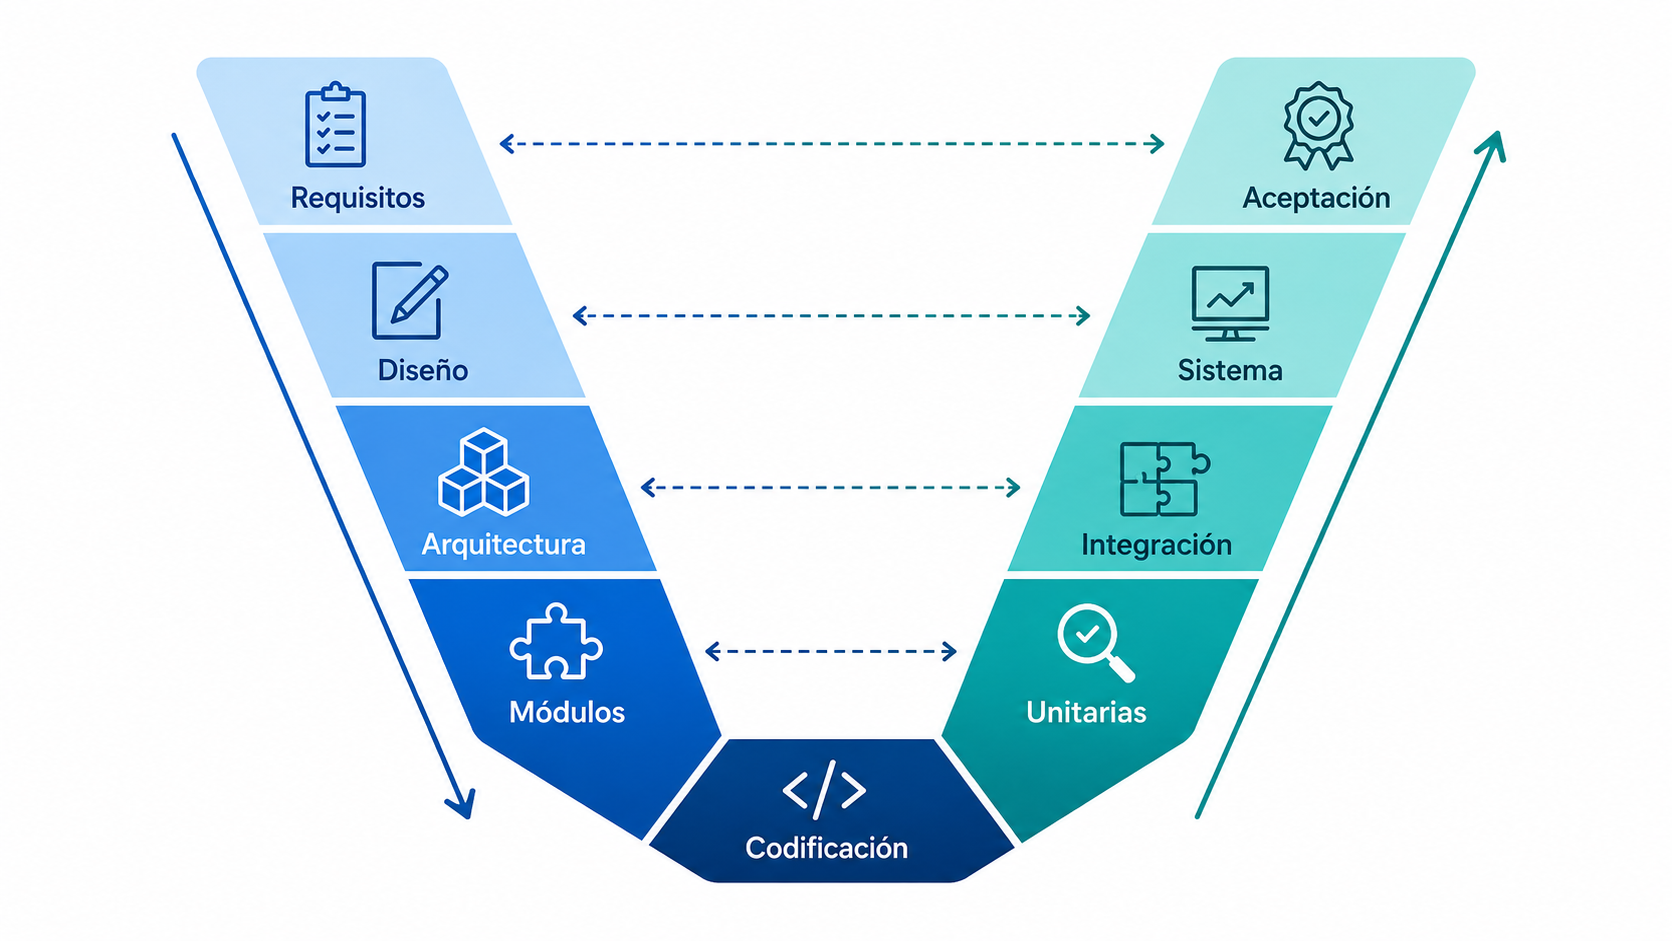 Requisitos
Aceptación
Diseño
Sistema
Arquitectura
Integración
Módulos
Unitarias
</>
Codificación